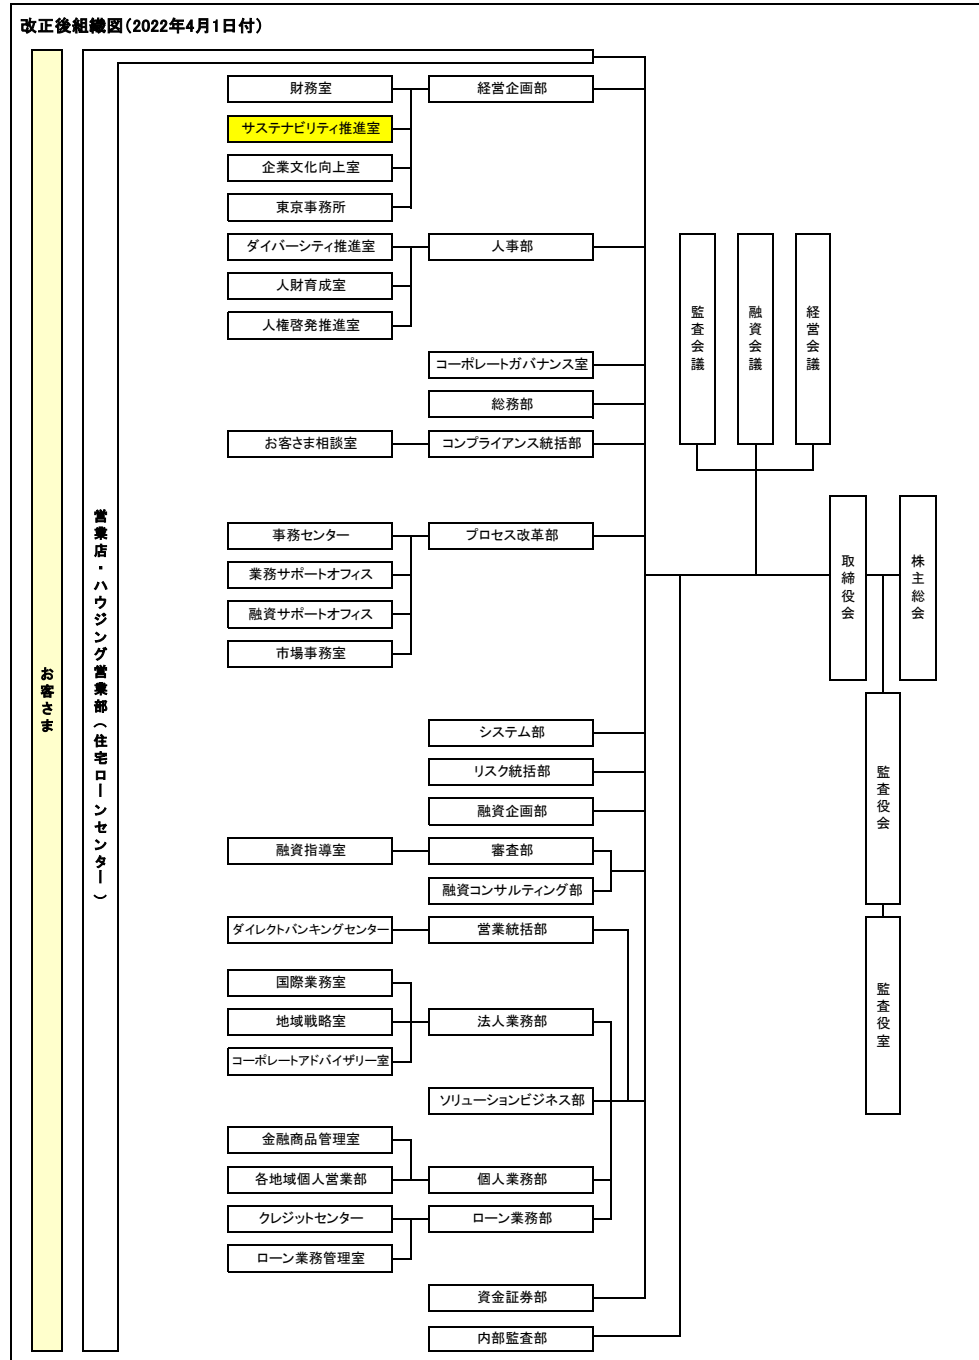 改正後組織図(2022年4月1日付)
お客さま
営業店・ハウジング営業部(住宅ローンセンター)
財務室
経営企画部
サステナビリティ推進室
企業文化向上室
東京事務所
ダイバーシティ推進室
人事部
人財育成室
人権啓発推進室
コーポレートガバナンス室
総務部
お客さま相談室
コンプライアンス統括部
事務センター
プロセス改革部
業務サポートオフィス
融資サポートオフィス
市場事務室
システム部
リスク統括部
融資企画部
融資指導室
審査部
融資コンサルティング部
ダイレクトバンキングセンター
営業統括部
国際業務室
地域戦略室
法人業務部
コーポレートアドバイザリー室
ソリューションビジネス部
金融商品管理室
各地域個人営業部
個人業務部
クレジットセンター
ローン業務部
ローン業務管理室
資金証券部
内部監査部
監査会議
融資会議
経営会議
取締役会
株主総会
監査役会
監査役室